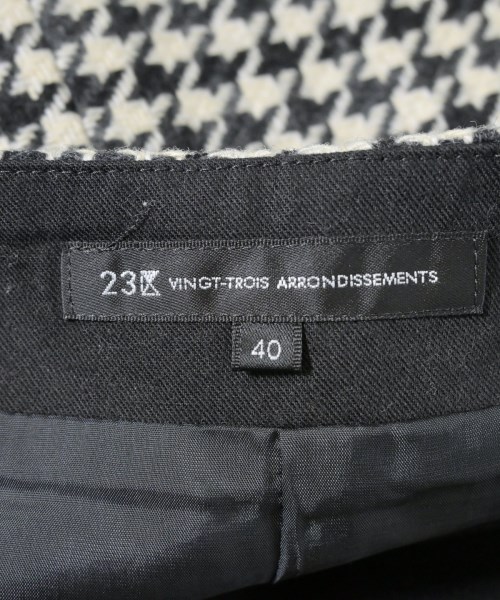 23区 VINGT-TROIS ARRONDISSEMENTS
40